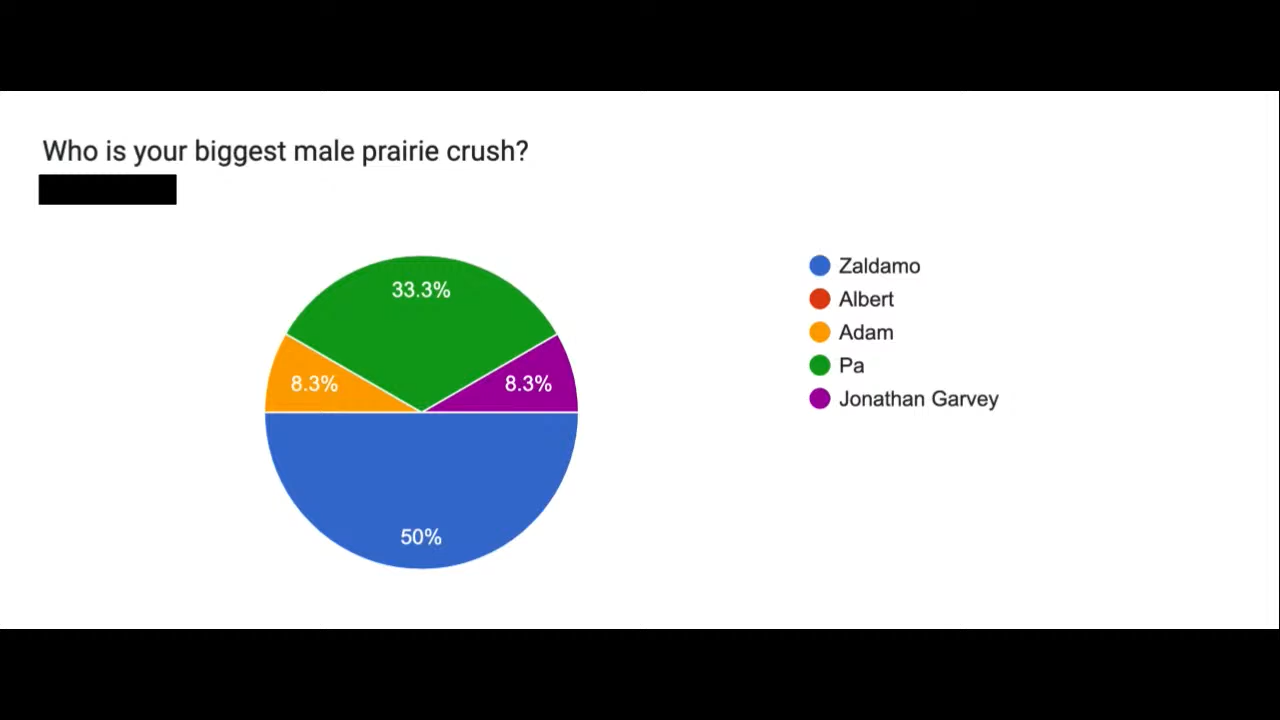 Who is your biggest male prairie crush?
33.3%
8.3%
8.3%
50%
Zaldamo
Albert
Adam
Pa
Jonathan Garvey